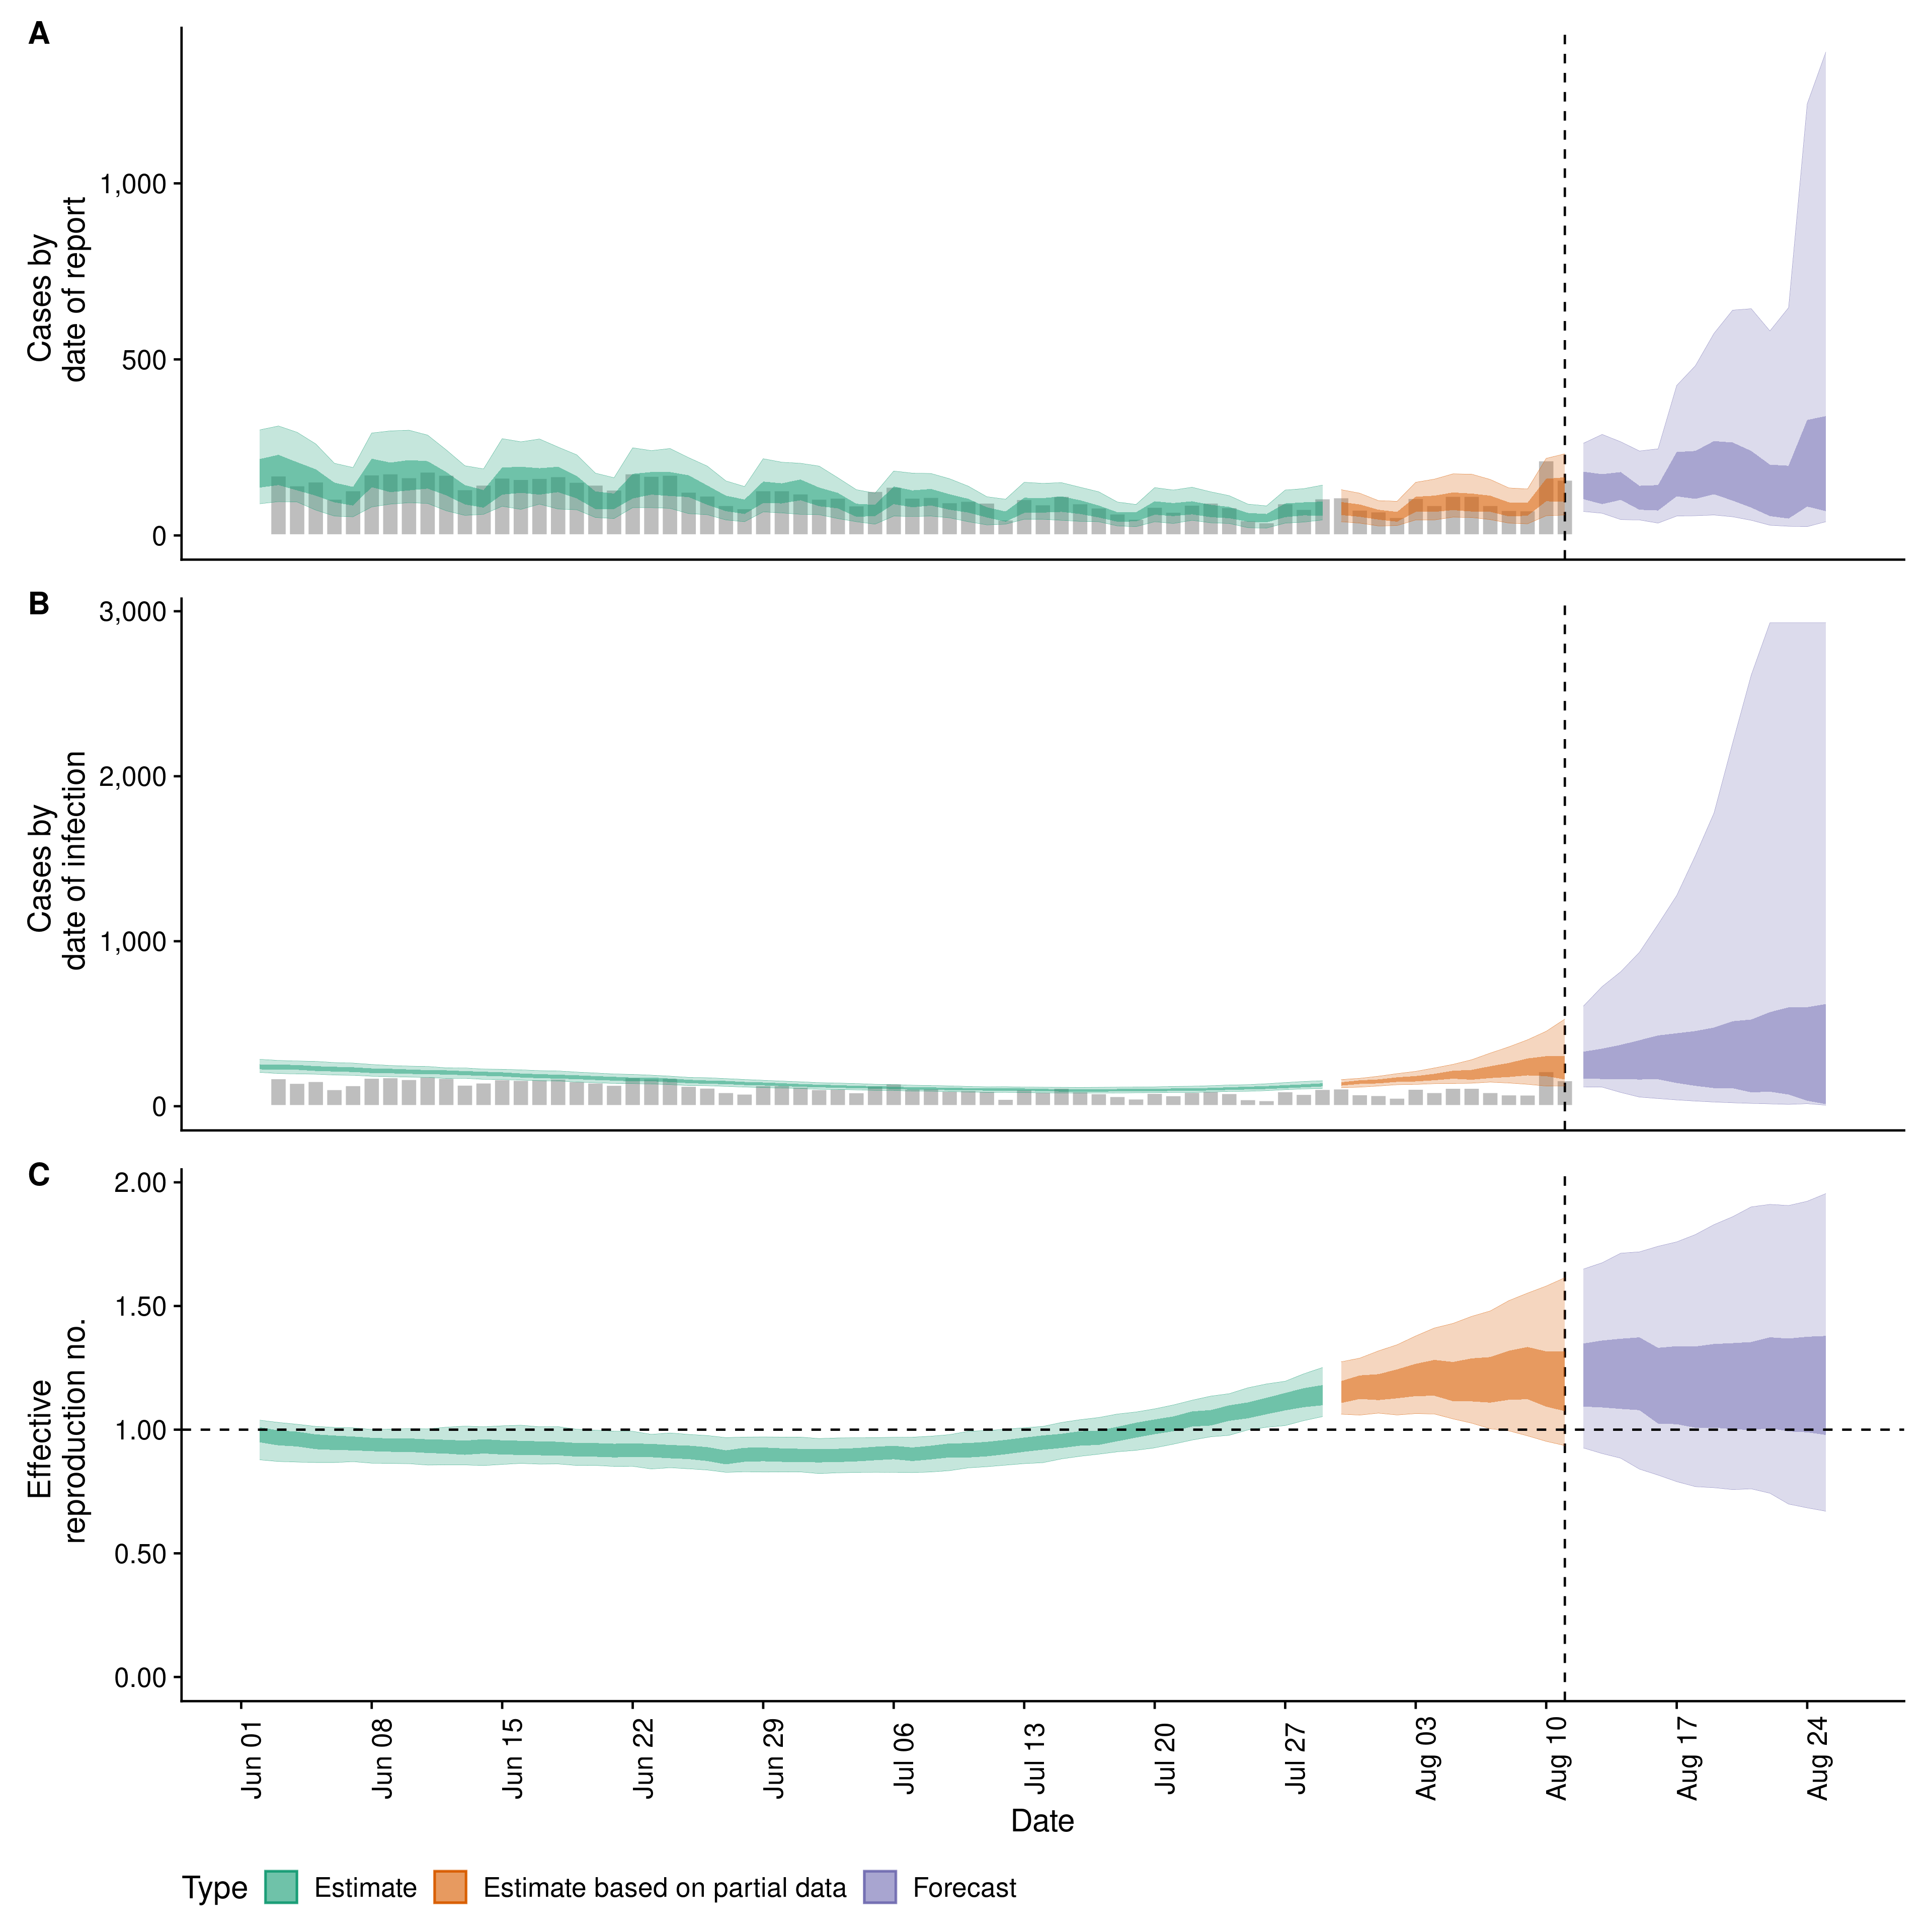 A
Cases by
date of report
1,000
500
0
B
Cases by
date of infection
3,000
2,000
1,000
0
C
Effective
reproduction no.
2.00
1.50
1.00
0.50
0.00
Jun 01
Jun 08
Jun 15
Jun 22
Jun 29
Jul 06
Jul 13
Jul 20
Jul 27
Aug 03
Aug 10
Aug 17
Aug 24
Date
Type Estimate Estimate based on partial data Forecast